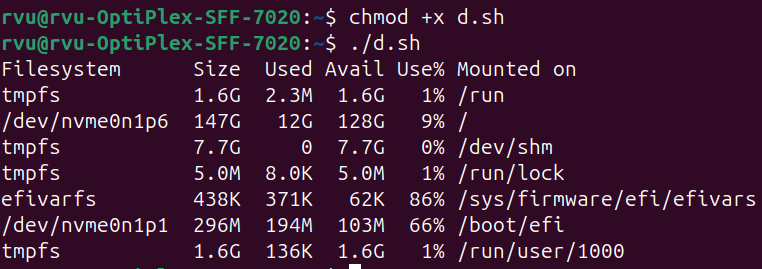 rvu@rvu-OptiPlex-SFF-7020:~$ chmod +x d.sh
rvu@rvu-OptiPlex-SFF-7020:~$ ./d.sh
Filesystem      Size  Used Avail Use% Mounted on
tmpfs           1.6G  2.3M  1.6G   1% /run
/dev/nvme0n1p6  147G   12G  128G   9% /
tmpfs           7.7G     0  7.7G   0% /dev/shm
tmpfs           5.0M  8.0K  5.0M   1% /run/lock
efivarfs        438K  371K   62K  86% /sys/firmware/efi/efivars
/dev/nvme0n1p1  296M  194M  103M  66% /boot/efi
tmpfs           1.6G  136K  1.6G   1% /run/user/1000